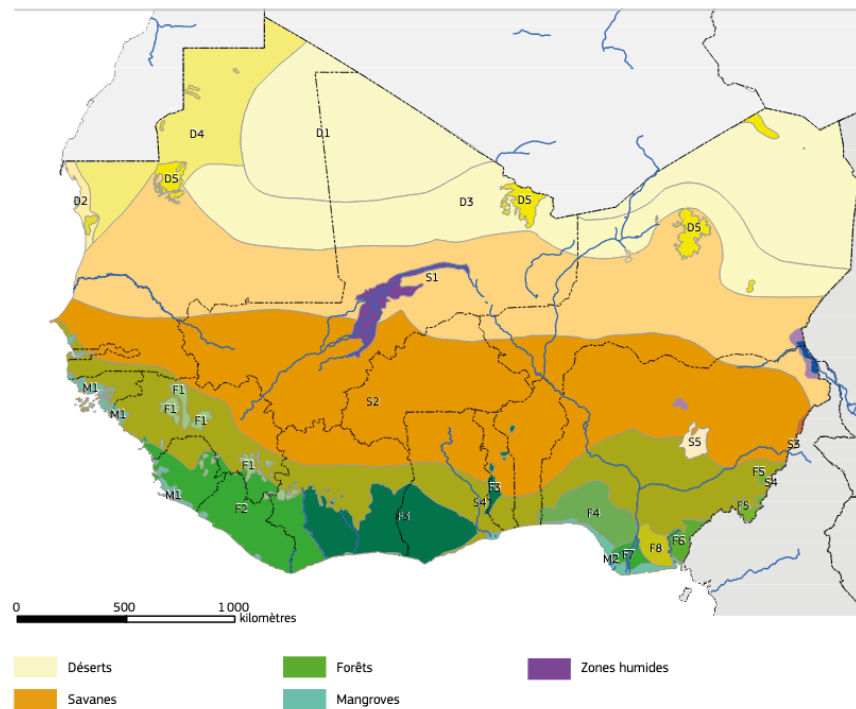 D4
D1
D5
D2
D3
D5
D5
S1
M1
F1
F1
F1
M1
S2
S3
S5
F1
F5
S4
M1
F2
F3
S4
F3
F4
F5
F6
M2
F7
F8
0 500 1 000
kilomètres
Déserts Forêts Zones humides
Savanes Mangroves